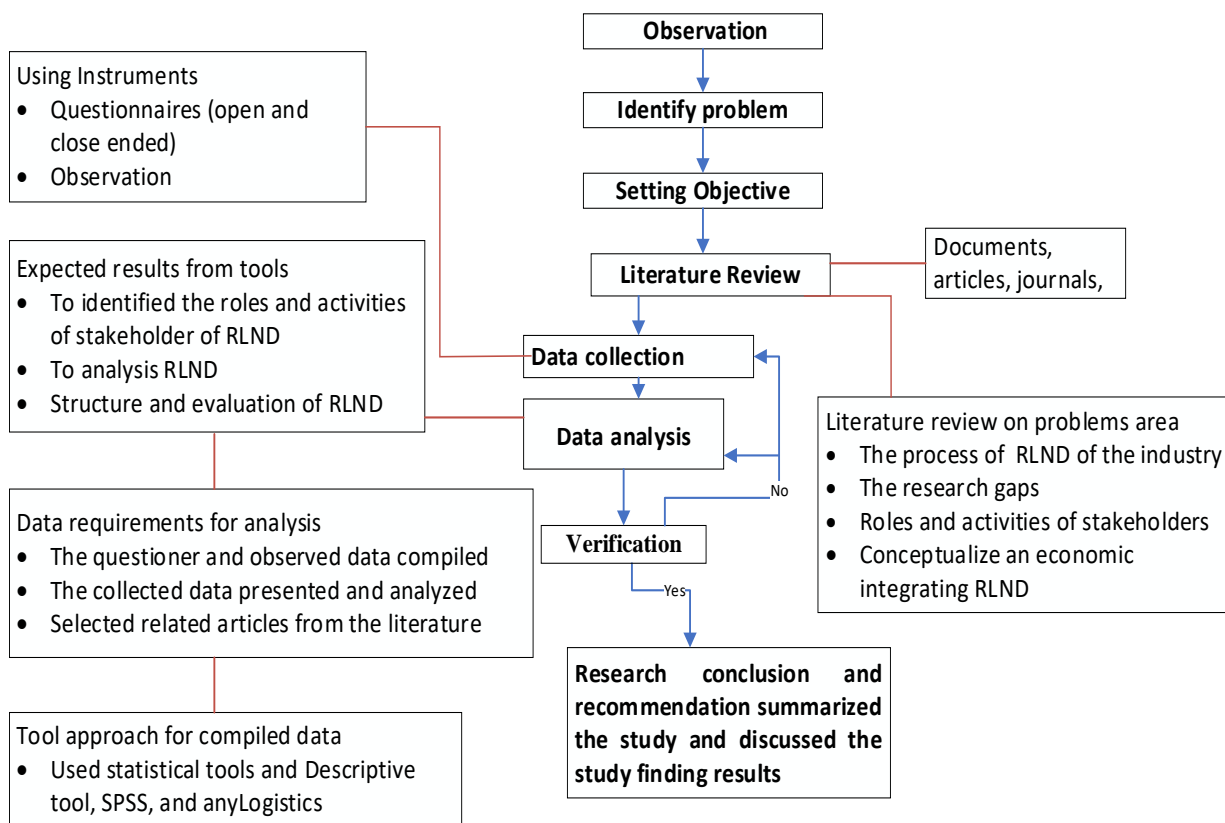 Observation
Identify problem
Setting Objective
Literature Review
Documents,
articles, journals,
Using Instruments
• Questionnaires (open and
close ended)
• Observation
Data collection
Expected results from tools
• To identified the roles and activities
of stakeholder of RLND
• To analysis RLND
• Structure and evaluation of RLND
Data analysis
Literature review on problems area
• The process of RLND of the industry
• The research gaps
• Roles and activities of stakeholders
• Conceptualize an economic
integrating RLND
No
Data requirements for analysis
• The questioner and observed data compiled
• The collected data presented and analyzed
• Selected related articles from the literature
Verification
Yes
Research conclusion and
recommendation summarized
the study and discussed the
study finding results
Tool approach for compiled data
• Used statistical tools and Descriptive
tool, SPSS, and anyLogistics